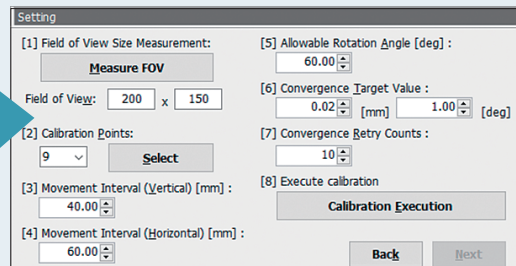 Setting
[1] Field of View Size Measurement:
Measure FOV
Field of View: 200 x 150
[2] Calibration Points:
9 Select
[3] Movement Interval (Vertical) [mm] :
40.00
[4] Movement Interval (Horizontal) [mm] :
60.00
[5] Allowable Rotation Angle [deg] :
60.00
[6] Convergence Target Value :
0.02 [mm] 1.00 [deg]
[7] Convergence Retry Counts :
10
[8] Execute calibration
Calibration Execution
Back Next